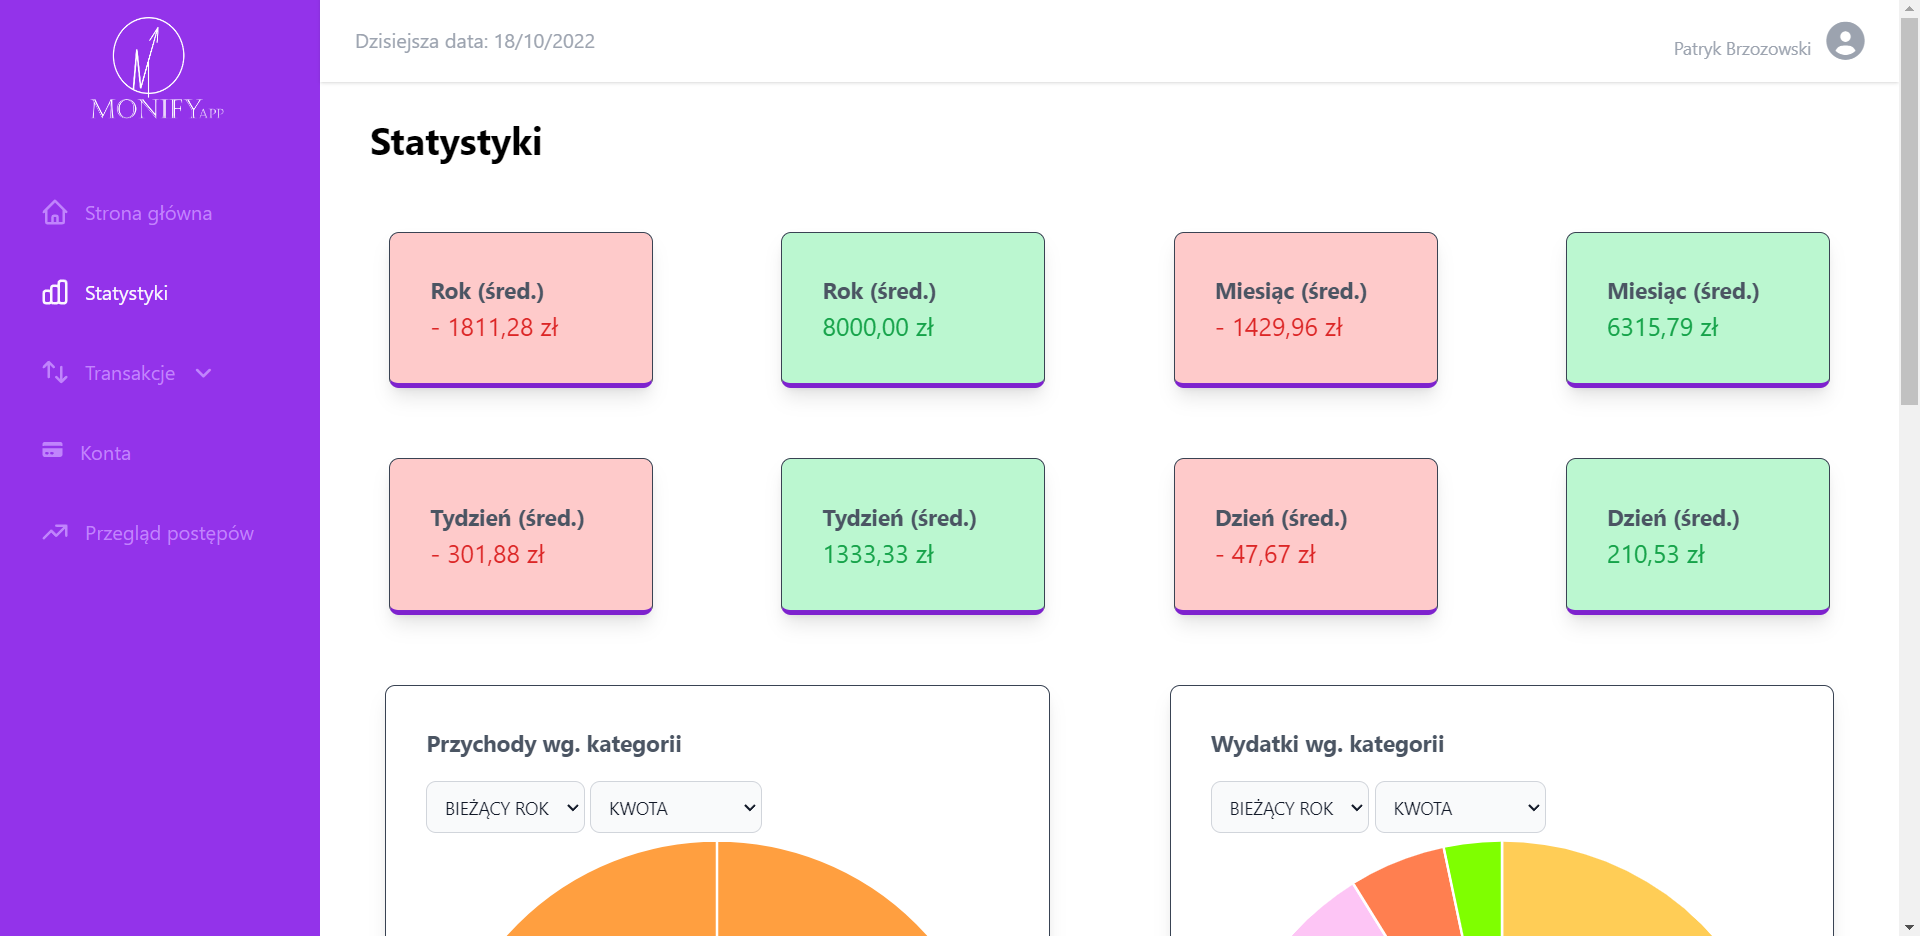 MONIFY APP
Strona główna
Statystyki
Transakcje
Konta
Przegląd postępów
Dzisiejsza data: 18/10/2022
Patryk Brzozowski
Statystyki
Rok (śred.)
- 1811,28 zł
Rok (śred.)
8000,00 zł
Miesiąc (śred.)
- 1429,96 zł
Miesiąc (śred.)
6315,79 zł
Tydzień (śred.)
- 301,88 zł
Tydzień (śred.)
1333,33 zł
Dzień (śred.)
- 47,67 zł
Dzień (śred.)
210,53 zł
Przychody wg. kategorii
BIEŻĄCY ROK
KWOTA
Wydatki wg. kategorii
BIEŻĄCY ROK
KWOTA